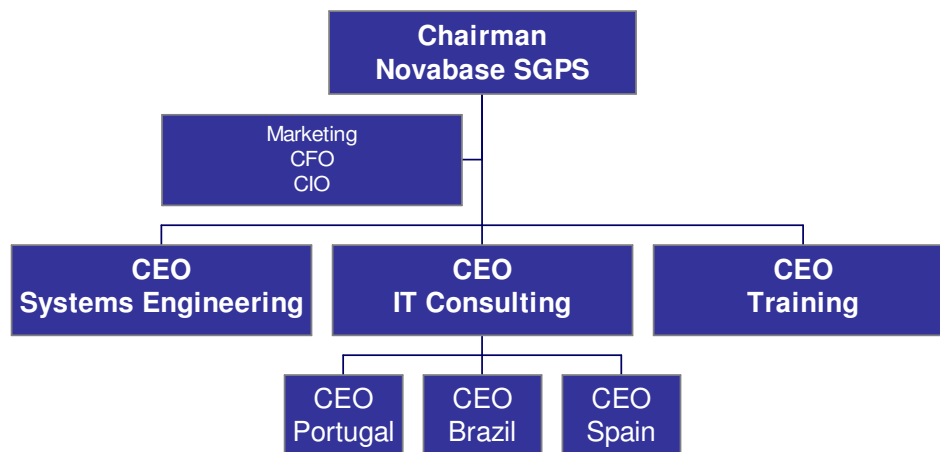 Chairman
Novabase SGPS
Marketing
CFO
CIO
CEO
Systems Engineering
CEO
IT Consulting
CEO
Training
CEO
Portugal
CEO
Brazil
CEO
Spain